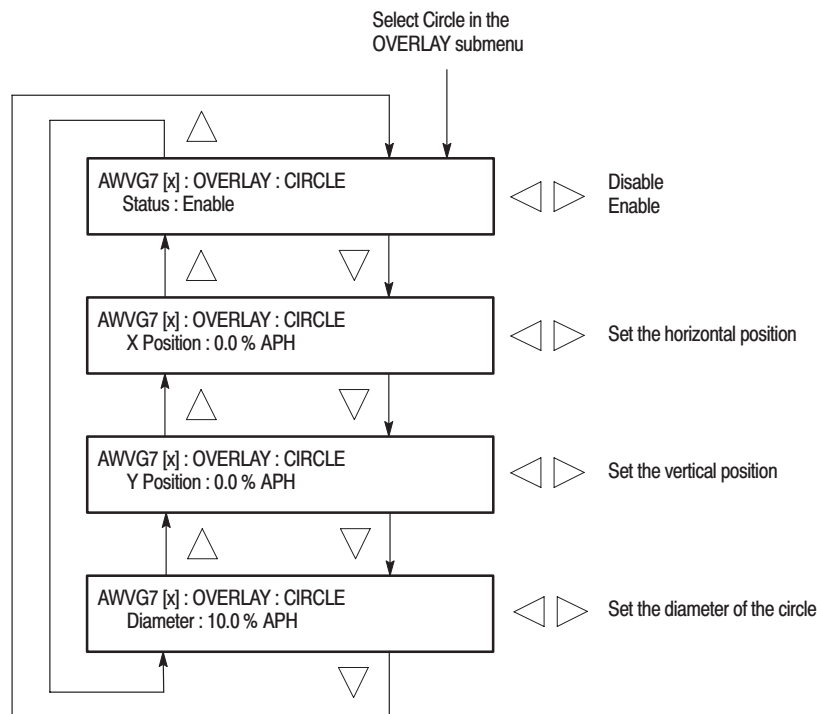 Select Circle in the
OVERLAY submenu
AWVG7 [x] : OVERLAY : CIRCLE
Status : Enable
Disable
Enable
AWVG7 [x] : OVERLAY : CIRCLE
X Position : 0.0 % APH
Set the horizontal position
AWVG7 [x] : OVERLAY : CIRCLE
Y Position : 0.0 % APH
Set the vertical position
AWVG7 [x] : OVERLAY : CIRCLE
Diameter : 10.0 % APH
Set the diameter of the circle